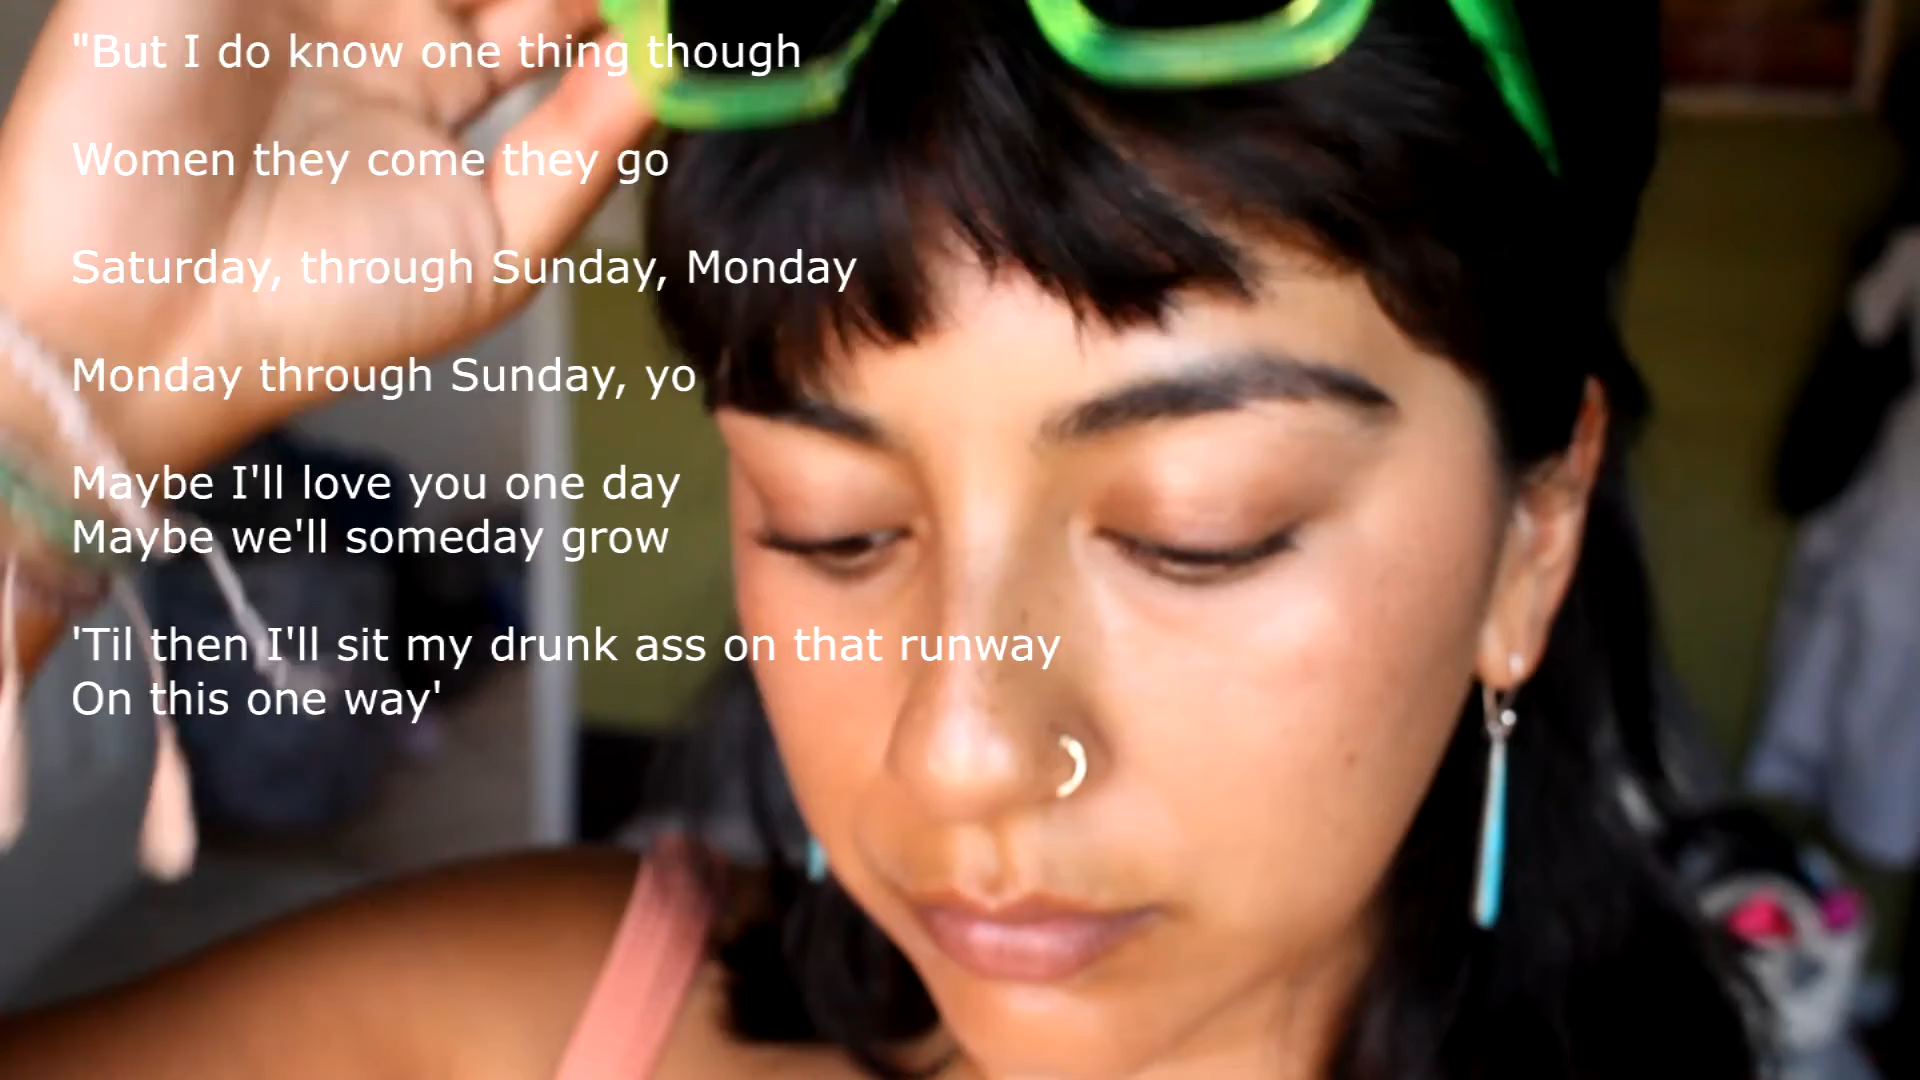 "But I do know one thing though
Women they come they go
Saturday, through Sunday, Monday
Monday through Sunday, yo
Maybe I'll love you one day
Maybe we'll someday grow
'Til then I'll sit my drunk ass on that runway
On this one way'